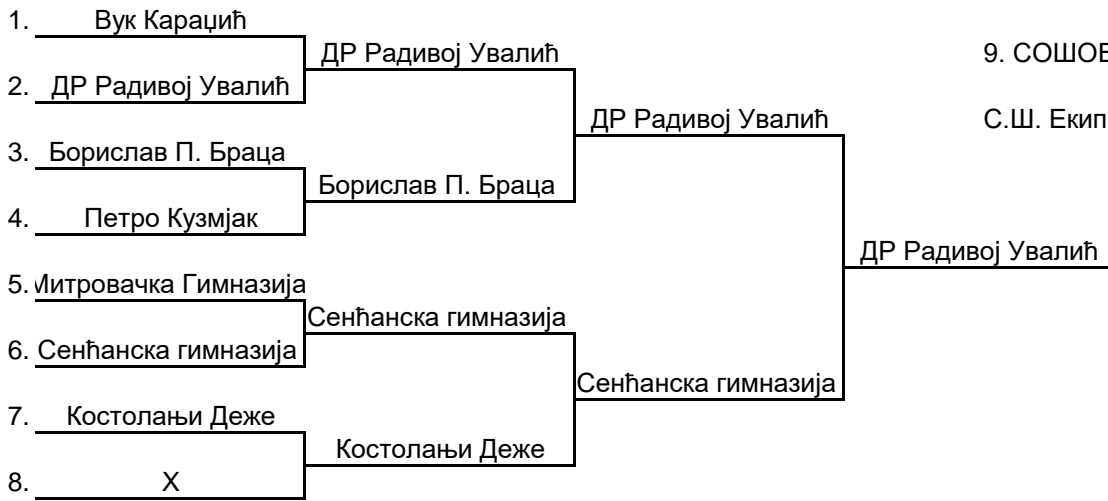 1. Вук Караџић
ДР Радивој Увалић
9. СОШОВ
2. ДР Радивој Увалић
ДР Радивој Увалић
С.Ш. Екип
3. Борислав П. Браца
Борислав П. Браца
4. Петро Кузмјак
ДР Радивој Увалић
5. Митровачка Гимназија
Сенћанска гимназија
6. Сенћанска гимназија
Сенћанска гимназија
7. Костолањи Деже
Костолањи Деже
8. X